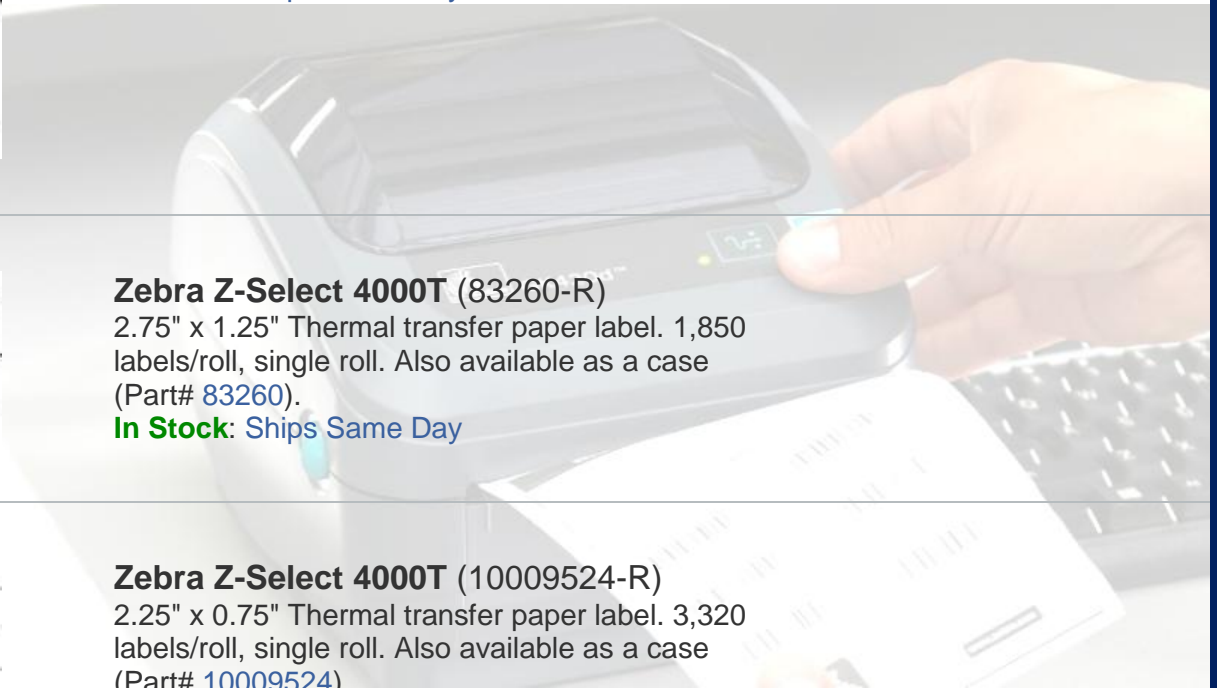 Zebra Z-Select 4000T (83260-R)
2.75" x 1.25" Thermal transfer paper label. 1,850
labels/roll, single roll. Also available as a case
(Part# 83260).
In Stock: Ships Same Day
Zebra Z-Select 4000T (10009524-R)
2.25" x 0.75" Thermal transfer paper label. 3,320
labels/roll, single roll. Also available as a case
(Part# 10009524)